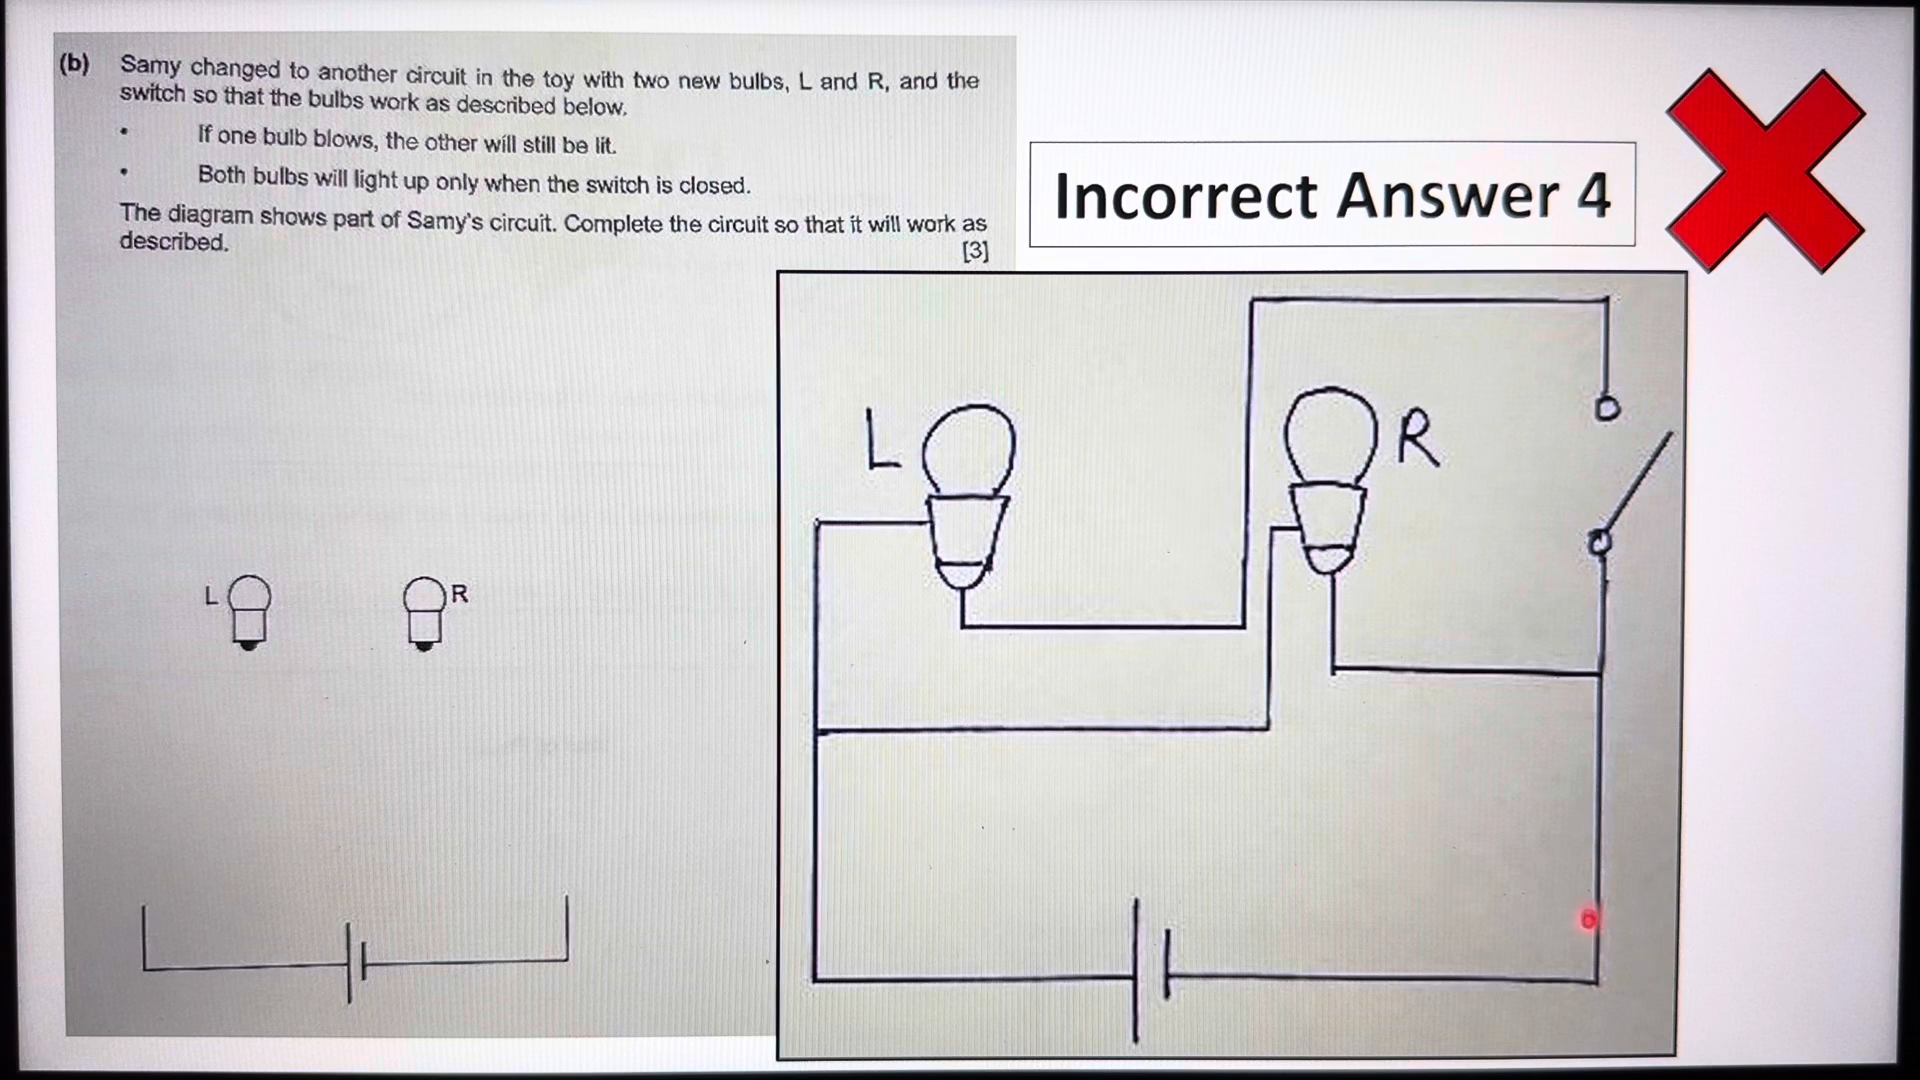 (b) Samy changed to another circuit in the toy with two new bulbs, L and R, and the
switch so that the bulbs work as described below.
• If one bulb blows, the other will still be lit.
• Both bulbs will light up only when the switch is closed.
The diagram shows part of Samy's circuit. Complete the circuit so that it will work as
described.
[3]
Incorrect Answer 4
L R
L R